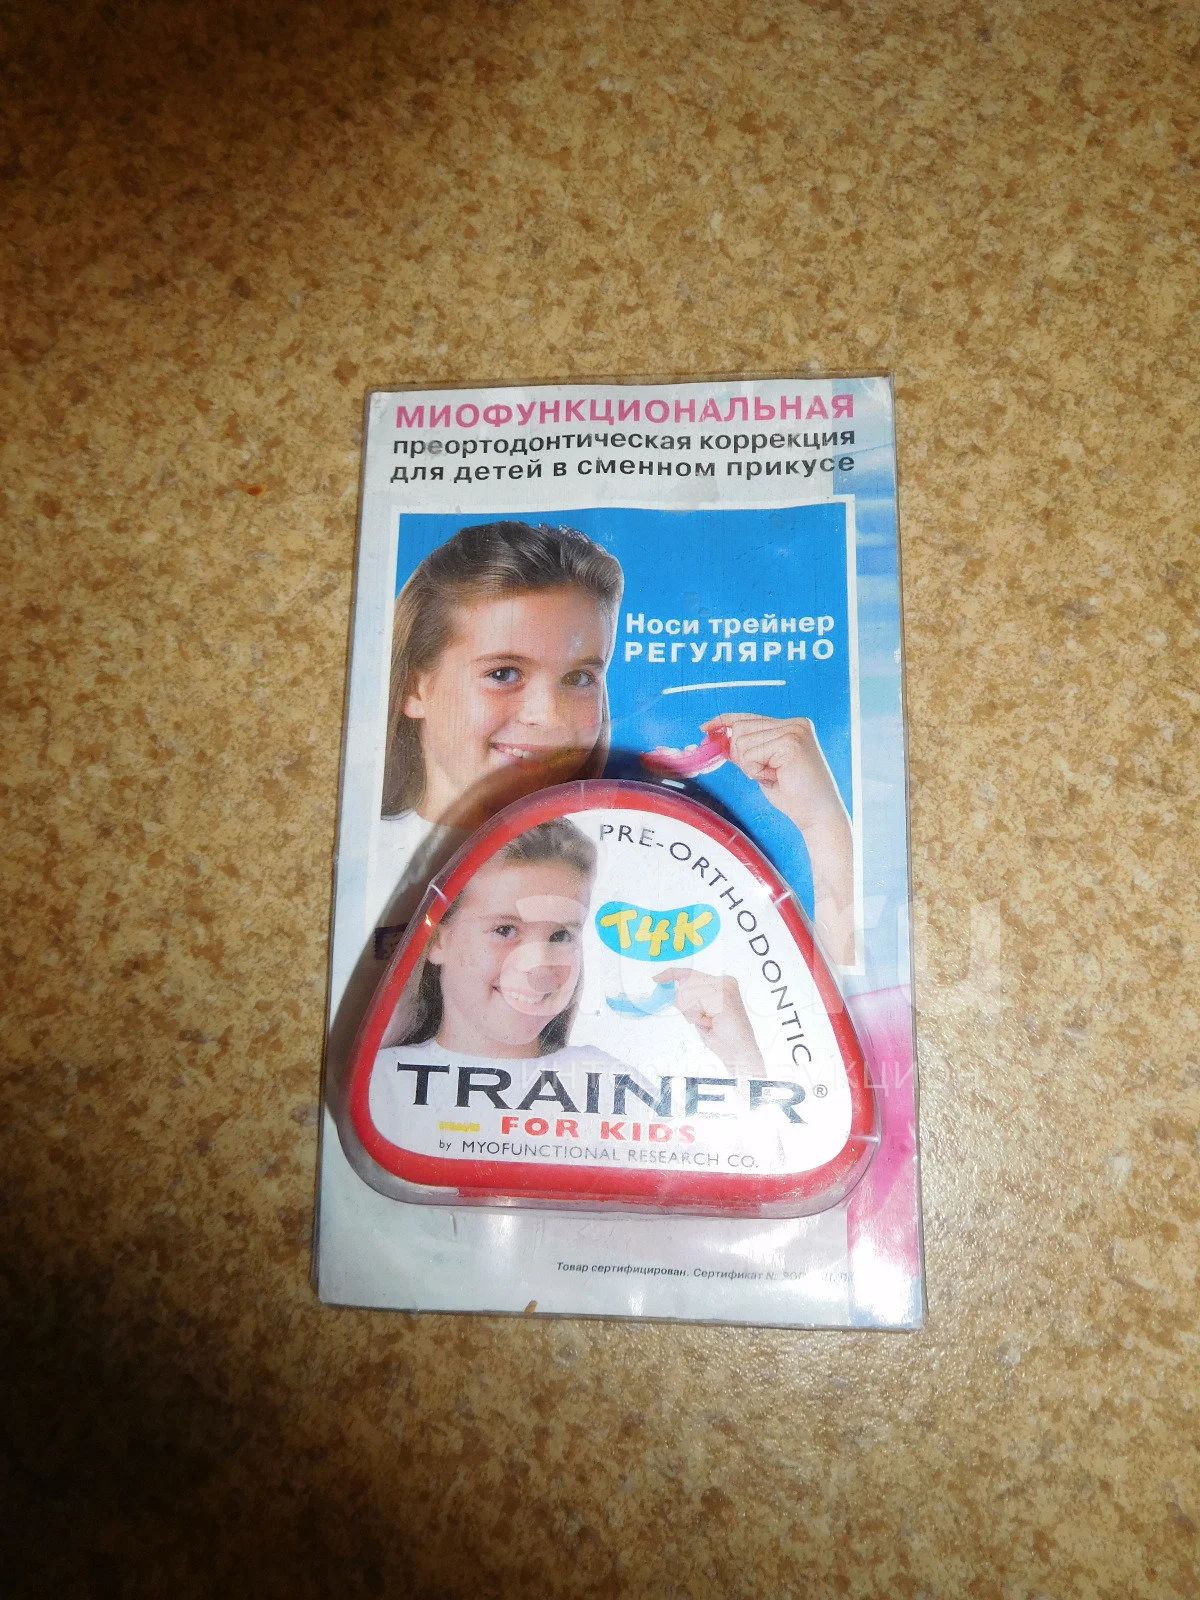 МИОФУНКЦИОНАЛЬНАЯ
преортодонтическая коррекция
для детей в сменном прикусе
Носи трейнер
РЕГУЛЯРНО
PRE-ORTHODONTIC
T4K
TRAINER®
FOR KIDS
by MYOFUNCTIONAL RESEARCH CO.
Товар сертифицирован. Сертификат №